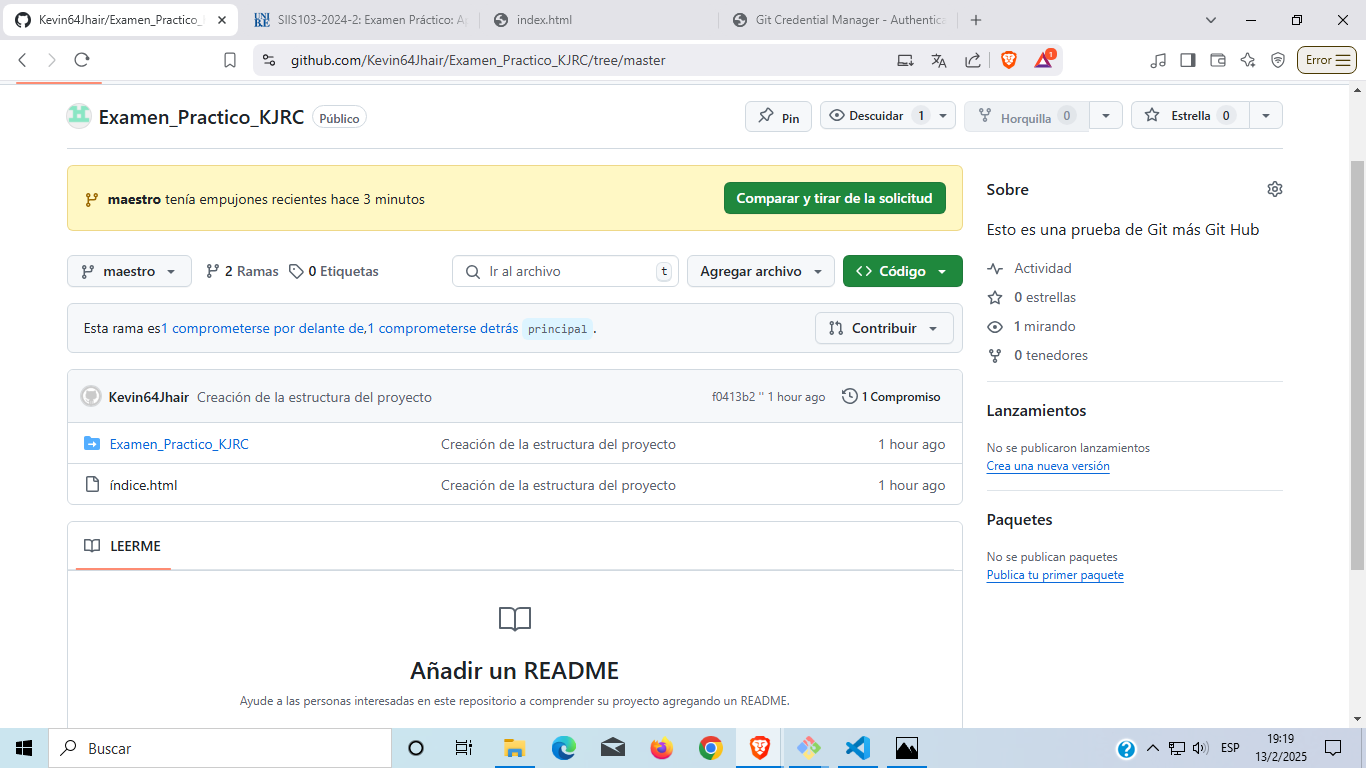 Kevin64Jhair/Examen_Practico_
SIIS103-2024-2: Examen Práctico: A
index.html
Git Credential Manager - Authentica
github.com/Kevin64Jhair/Examen_Practico_KJRC/tree/master
1
Error
Examen_Practico_KJRC
Público
Pin
Descuidar 1
Horquilla 0
Estrella 0
maestro tenía empujones recientes hace 3 minutos
Comparar y tirar de la solicitud
maestro
2 Ramas
0 Etiquetas
Ir al archivo t
Agregar archivo
<> Código
Esta rama es1 comprometerse por delante de,1 comprometerse detrás principal.
Contribuir
Kevin64Jhair Creación de la estructura del proyecto f0413b2 " 1 hour ago 1 Compromiso
Examen_Practico_KJRC Creación de la estructura del proyecto 1 hour ago
índice.html Creación de la estructura del proyecto 1 hour ago
LEERME
Añadir un README
Ayude a las personas interesadas en este repositorio a comprender su proyecto agregando un README.
Sobre
Esto es una prueba de Git más Git Hub
Actividad
0 estrellas
1 mirando
0 tenedores
Lanzamientos
No se publicaron lanzamientos
Crea una nueva versión
Paquetes
No se publican paquetes
Publica tu primer paquete
Buscar
ESP
19:19
13/2/2025